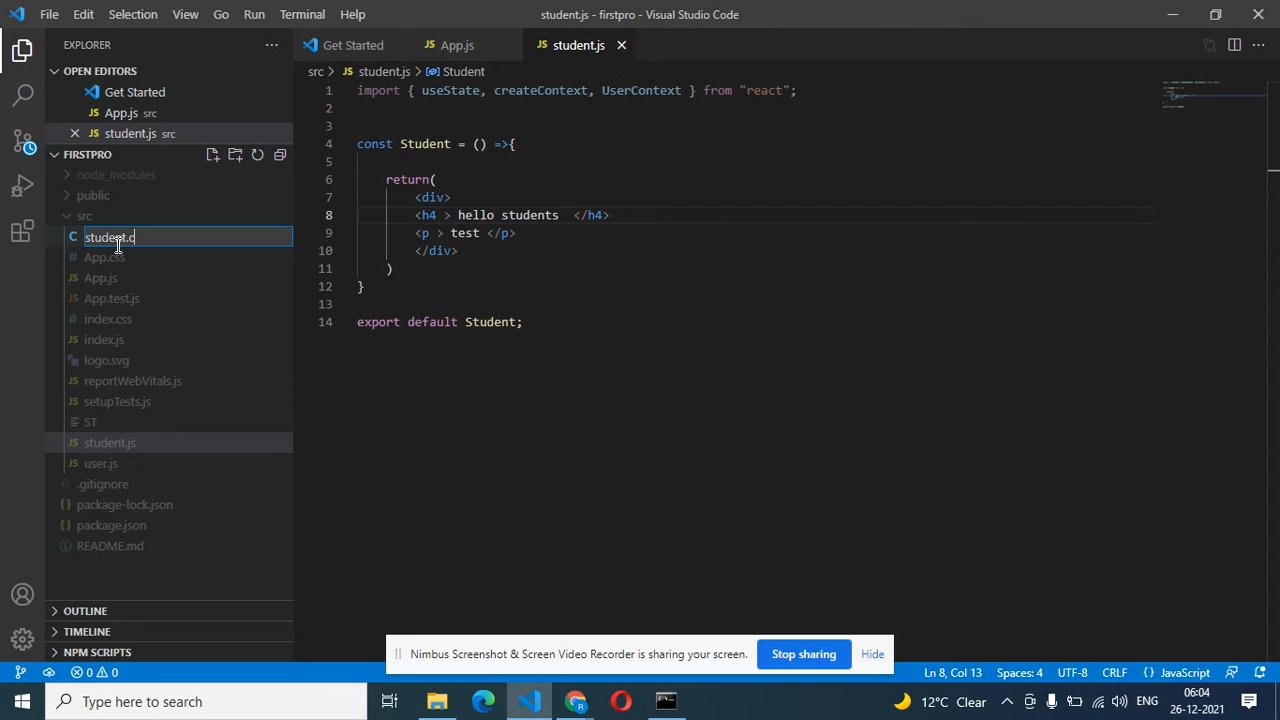 File Edit Selection View Go Run Terminal Help student.js - firstpro - Visual Studio Code
EXPLORER
OPEN EDITORS
Get Started
App.js src
student.js src
FIRSTPRO
node_modules
public
src
student.c
App.css
App.js
App.test.js
index.css
index.js
logo.svg
reportWebVitals.js
setupTests.js
ST
student.js
user.js
.gitignore
package-lock.json
package.json
README.md
OUTLINE
TIMELINE
NPM SCRIPTS
Get Started App.js student.js
src > student.js > Student
1 import { useState, createContext, UserContext } from "react";
2
3
4 const Student = () =>{
5
6 return(
7 <div>
8 <h4 > hello students </h4>
9 <p > test </p>
10 </div>
11 )
12 }
13
14 export default Student;
Nimbus Screenshot & Screen Video Recorder is sharing your screen. Stop sharing Hide
0 0 Ln 8, Col 13 Spaces: 4 UTF-8 CRLF JavaScript
Type here to search 12°C Clear ENG 06:04
26-12-2021